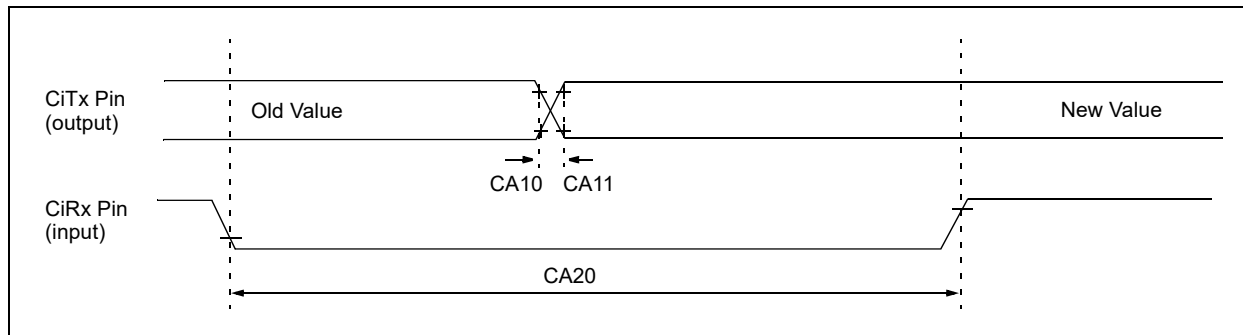 CiTx Pin
(output)
Old Value
New Value
CA10 CA11
CiRx Pin
(input)
CA20